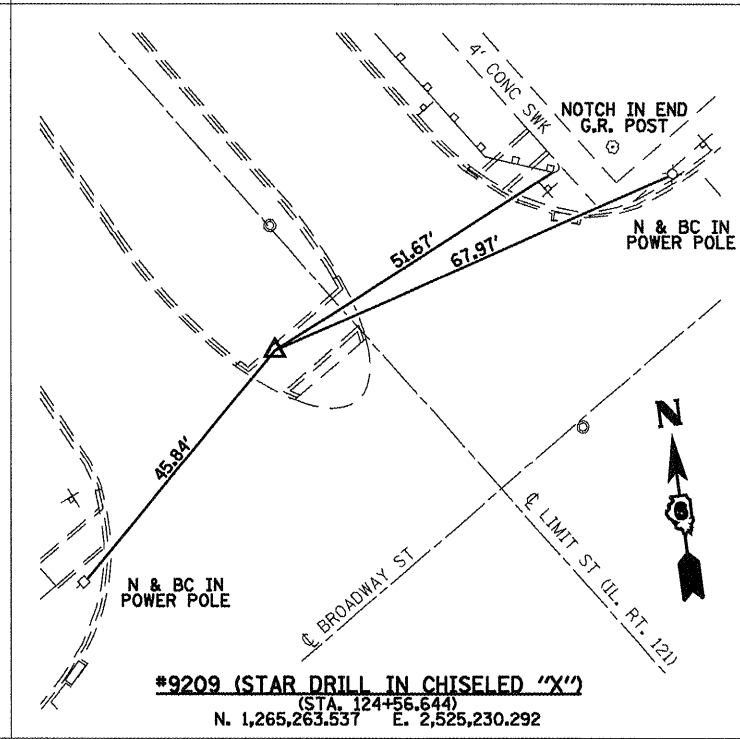 4' CONC SWK
NOTCH IN END
G.R. POST
51.67'
67.97'
N & BC IN
POWER POLE
N
45.84'
℄ LIMIT ST (IL. RT. 121)
℄ BROADWAY ST
N & BC IN
POWER POLE
#9209 (STAR DRILL IN CHISELED "X")
(STA. 124+56.644)
N. 1,265,263.537 E. 2,525,230.292